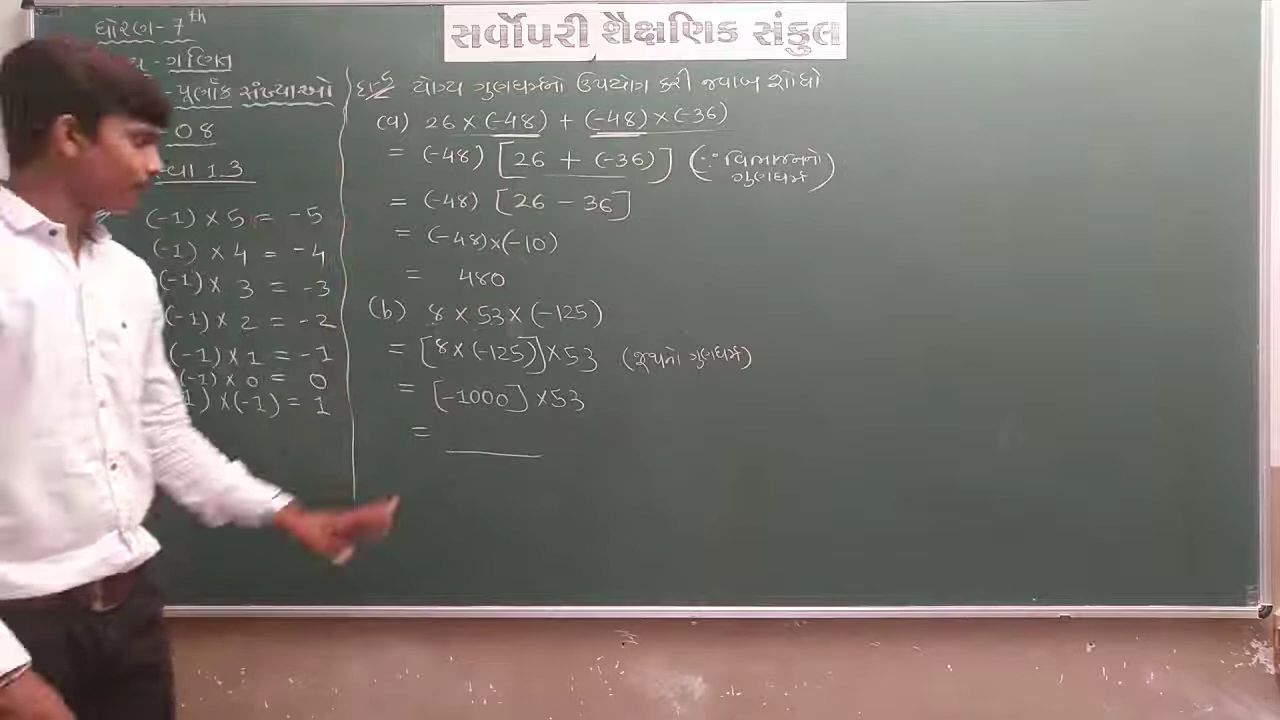 સર્વોપરી શૈક્ષણિક સંકુલ
ધોરણ - 7th
- ગણિત
- પૂર્ણાંક સંખ્યાઓ
- 08
1.3
(-1) × 5 = -5
(-1) × 4 = -4
(-1) × 3 = -3
(-1) × 2 = -2
(-1) × 1 = -1
(-1) × 0 = 0
1) × (-1) = 1
દા-5 યોગ્ય ગુણધર્મનો ઉપયોગ કરી જવાબ શોધો
(a) 26 × (-48) + (-48) × (-36)
= (-48) [26 + (-36)] (∵ વિભાજનનો
ગુણધર્મ)
= (-48) [26 - 36]
= (-48)×(-10)
= 480
(b) 8 × 53 × (-125)
= [8×(-125)]×53 (જૂથનો ગુણધર્મ)
= [-1000] ×53
=